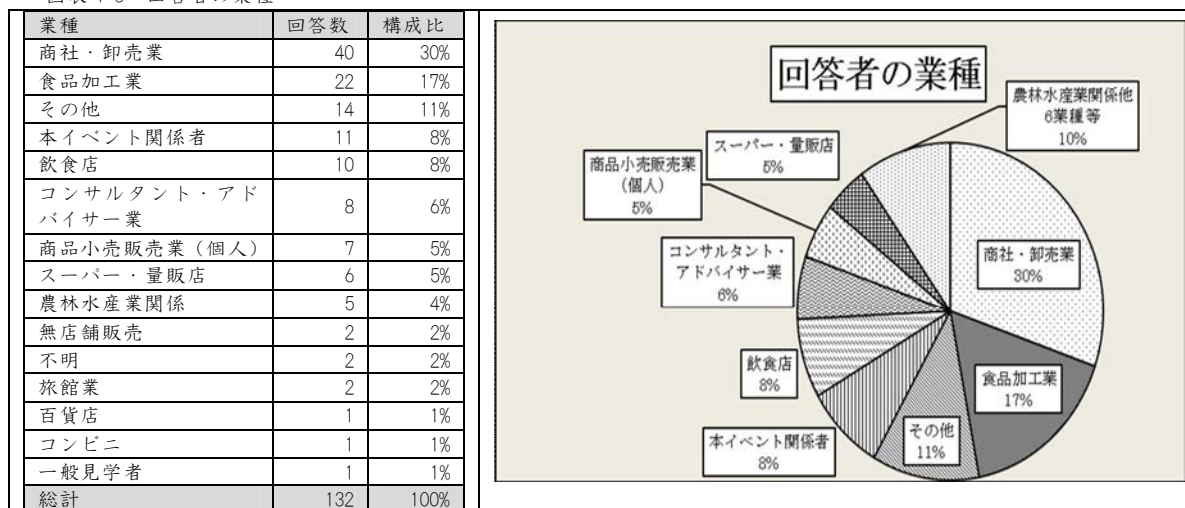 業種 回答数 構成比
商社・卸売業 40 30%
食品加工業 22 17%
その他 14 11%
本イベント関係者 11 8%
飲食店 10 8%
コンサルタント・アド
バイサー業 8 6%
商品小売販売業（個人） 7 5%
スーパー・量販店 6 5%
農林水産業関係 5 4%
無店舗販売 2 2%
不明 2 2%
旅館業 2 2%
百貨店 1 1%
コンビニ 1 1%
一般見学者 1 1%
総計 132 100%
回答者の業種
農林水産業関係他
6業種等
10%
スーパー・量販店
5%
商品小売販売業
（個人）
5%
コンサルタント・
アドバイサー業
6%
飲食店
8%
本イベント関係者
8%
その他
11%
食品加工業
17%
商社・卸売業
30%